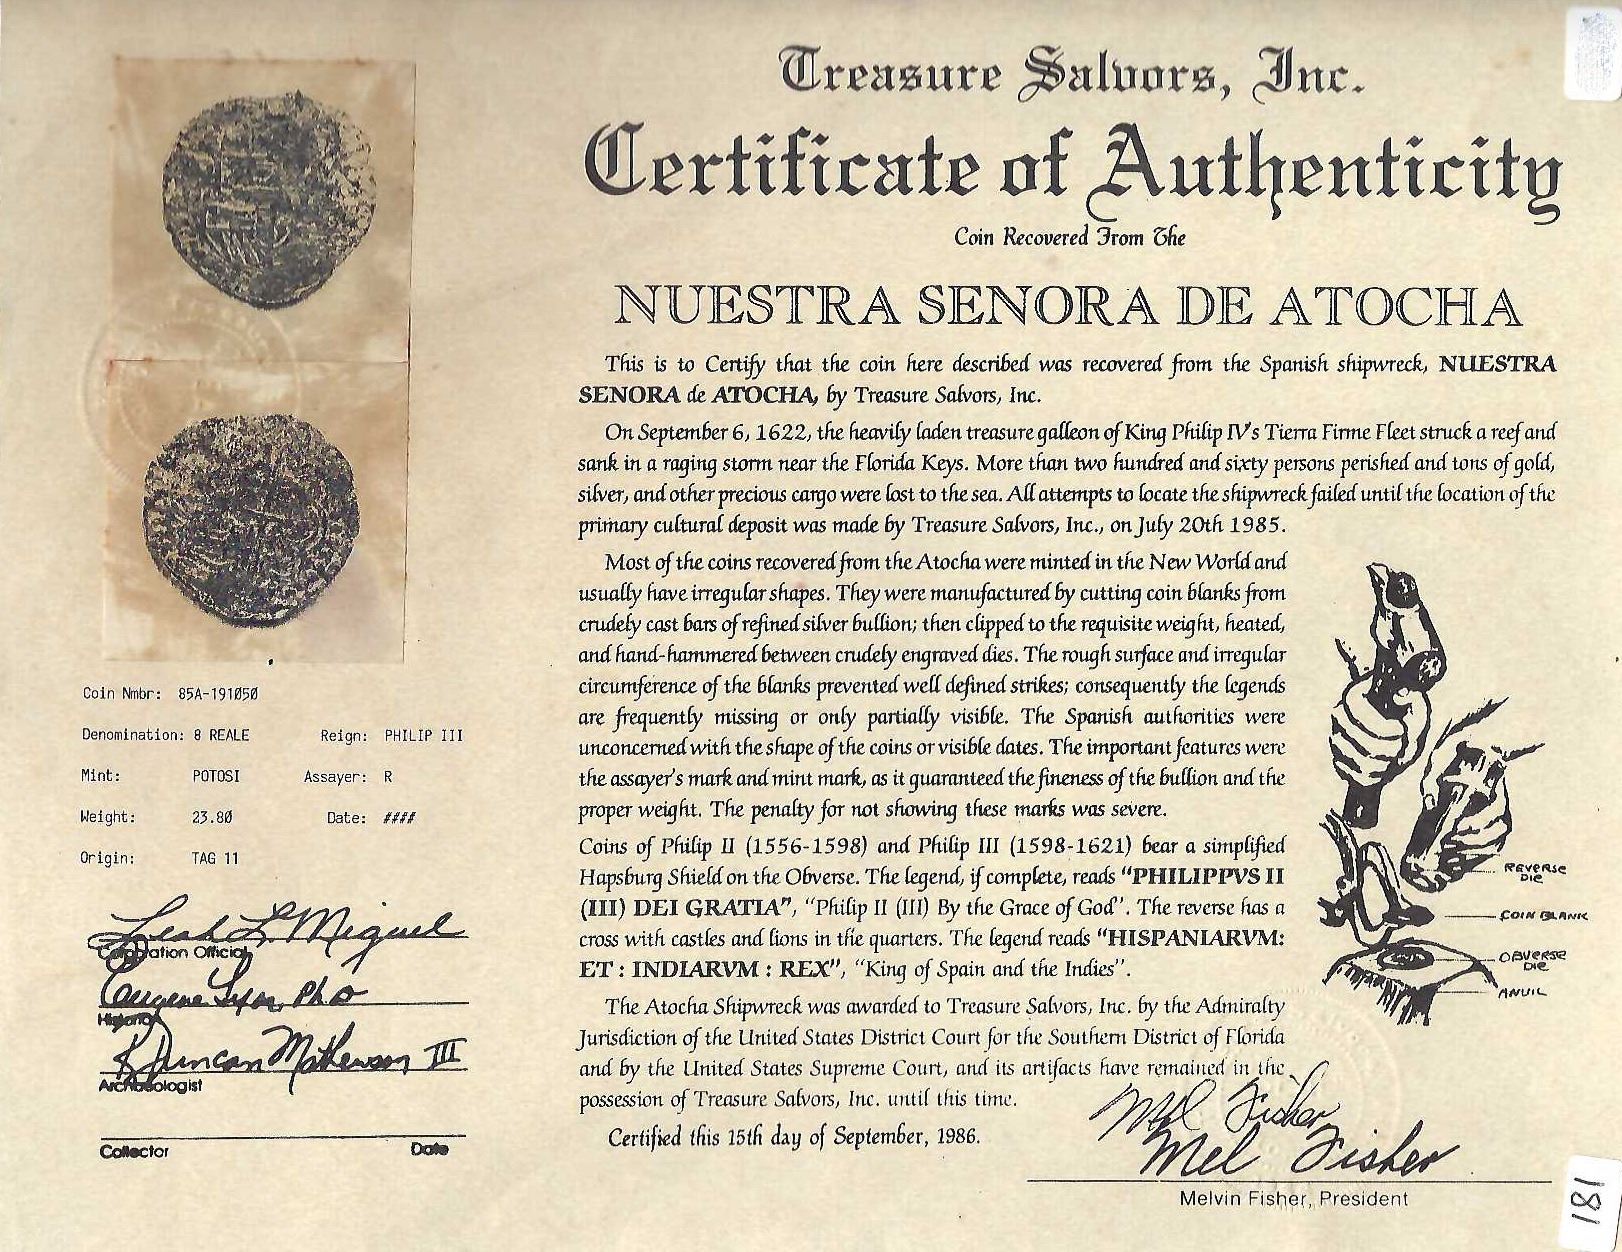 Treasure Salvors, Inc.
Certificate of Authenticity
Coin Recovered From The
NUESTRA SENORA DE ATOCHA
This is to Certify that the coin here described was recovered from the Spanish shipwreck, NUESTRA
SENORA de ATOCHA, by Treasure Salvors, Inc.
On September 6, 1622, the heavily laden treasure galleon of King Philip IV's Tierra Firme Fleet struck a reef and
sank in a raging storm near the Florida Keys. More than two hundred and sixty persons perished and tons of gold,
silver, and other precious cargo were lost to the sea. All attempts to locate the shipwreck failed until the location of the
primary cultural deposit was made by Treasure Salvors, Inc., on July 20th 1985.
Most of the coins recovered from the Atocha were minted in the New World and
usually have irregular shapes. They were manufactured by cutting coin blanks from
crudely cast bars of refined silver bullion; then clipped to the requisite weight, heated,
and hand-hammered between crudely engraved dies. The rough surface and irregular
circumference of the blanks prevented well defined strikes; consequently the legends
are frequently missing or only partially visible. The Spanish authorities were
unconcerned with the shape of the coins or visible dates. The important features were
the assayer's mark and mint mark, as it guaranteed the fineness of the bullion and the
proper weight. The penalty for not showing these marks was severe.
Coins of Philip II (1556-1598) and Philip III (1598-1621) bear a simplified
Hapsburg Shield on the Obverse. The legend, if complete, reads "PHILIPPVS II
(III) DEI GRATIA", "Philip II (III) By the Grace of God". The reverse has a
cross with castles and lions in the quarters. The legend reads "HISPANIARVM:
ET : INDIARVM : REX", "King of Spain and the Indies".
The Atocha Shipwreck was awarded to Treasure Salvors, Inc. by the Admiralty
Jurisdiction of the United States District Court for the Southern District of Florida
and by the United States Supreme Court, and its artifacts have remained in the
possession of Treasure Salvors, Inc. until this time.
Certified this 15th day of September, 1986.
REVERSE
DIE
COIN BLANK
OBVERSE
DIE
ANVIL
Mel Fisher
Mel Fisher
Melvin Fisher, President
Coin Nmbr: 85A-191050
Denomination: 8 REALE Reign: PHILIP III
Mint: POTOSI Assayer: R
Weight: 23.80 Date: ####
Origin: TAG 11
Leah L. Miguel
Corporation Official
Eugene Lyon, Ph D
Historian
R Duncan Mathewson III
Archaeologist
Collector Date
181